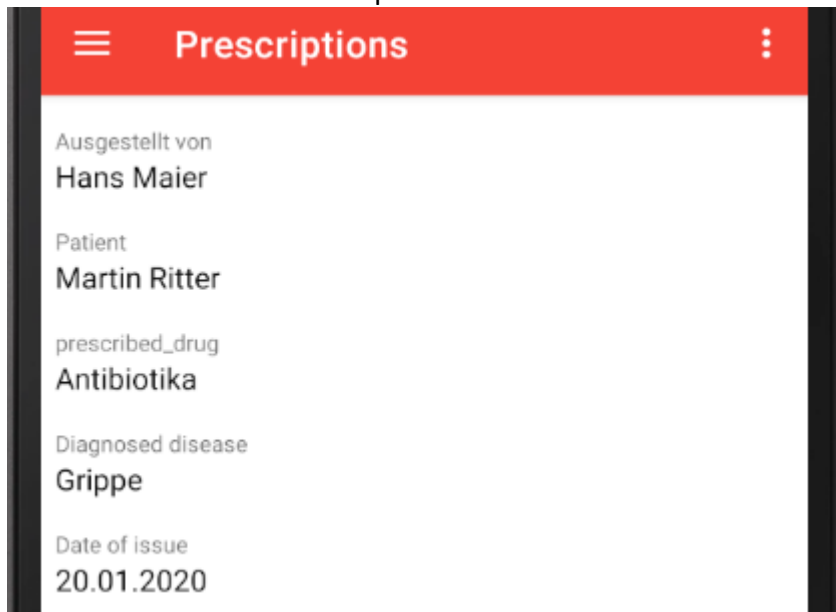 Prescriptions
Ausgestellt von
Hans Maier
Patient
Martin Ritter
prescribed_drug
Antibiotika
Diagnosed disease
Grippe
Date of issue
20.01.2020